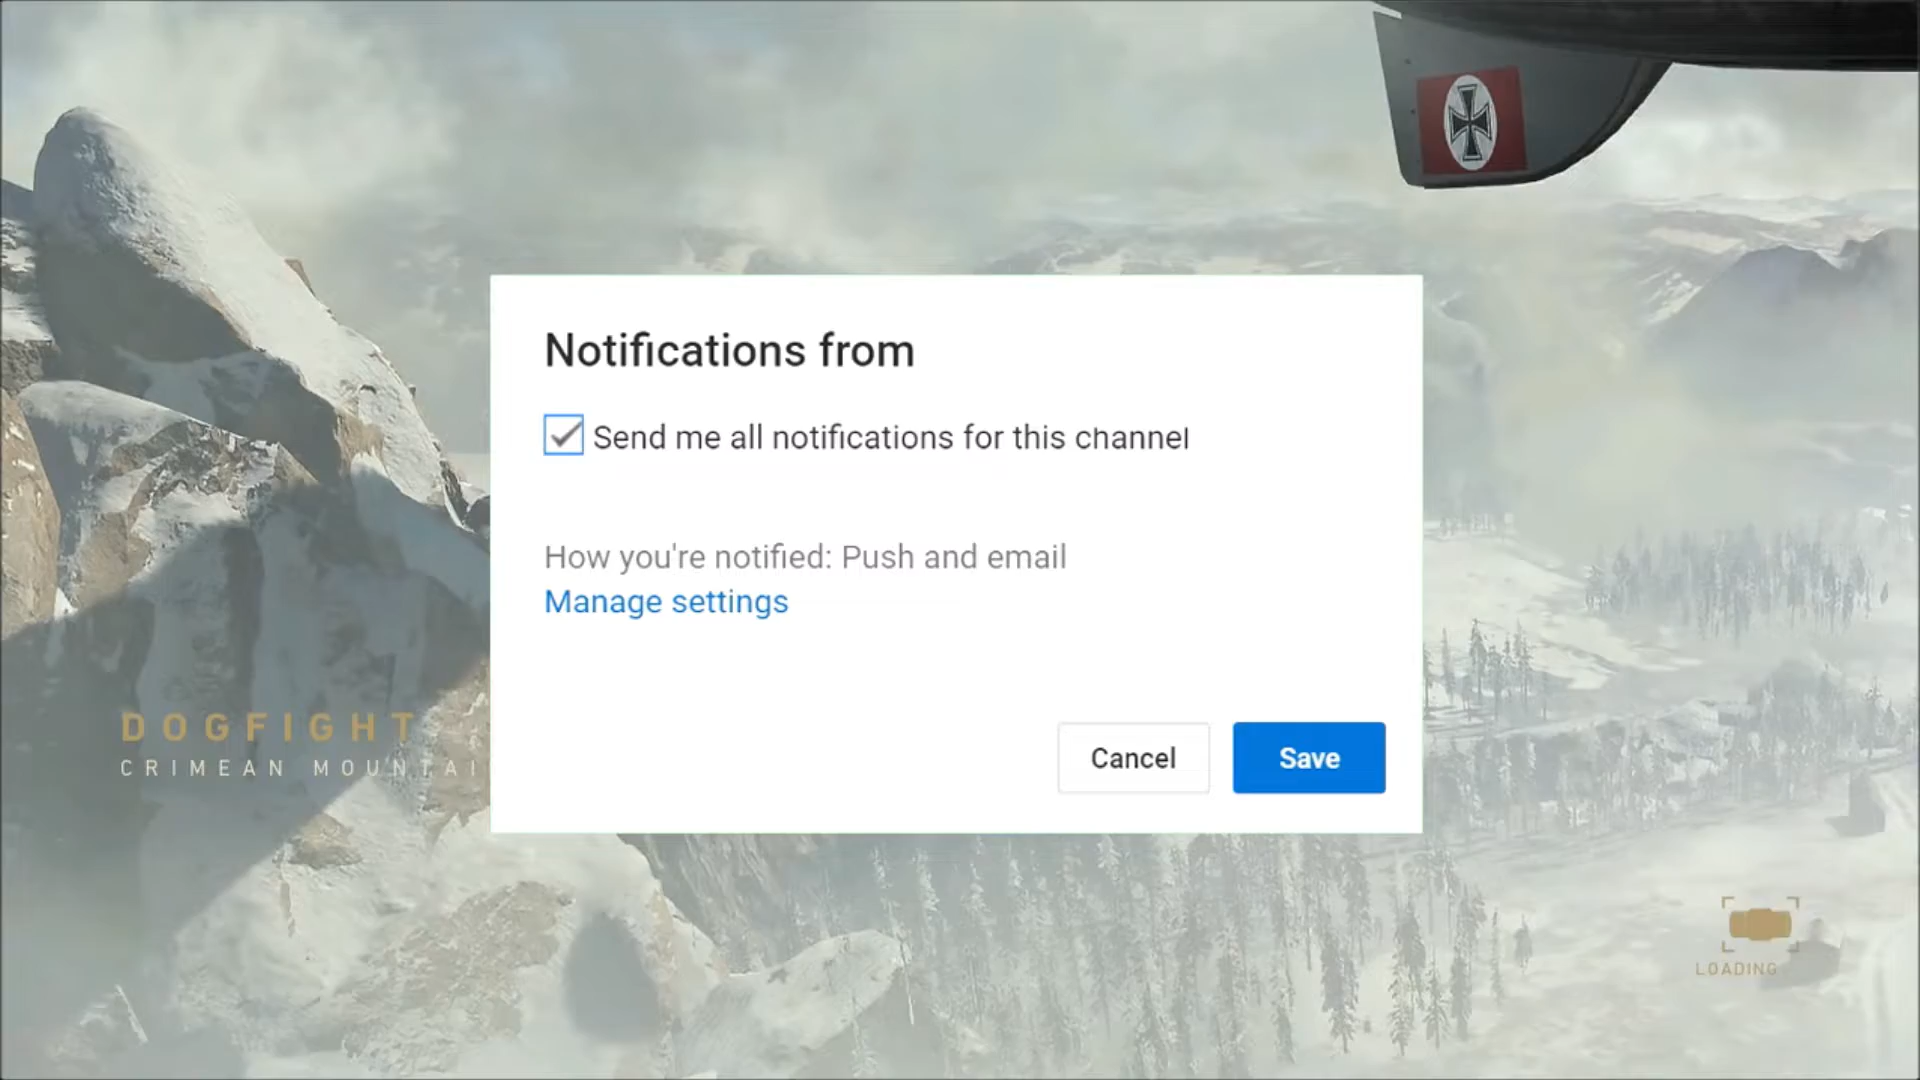 Notifications from
Send me all notifications for this channel
How you're notified: Push and email
Manage settings
Cancel
Save
DOGFIGHT
CRIMEAN MOUNTAI
LOADING